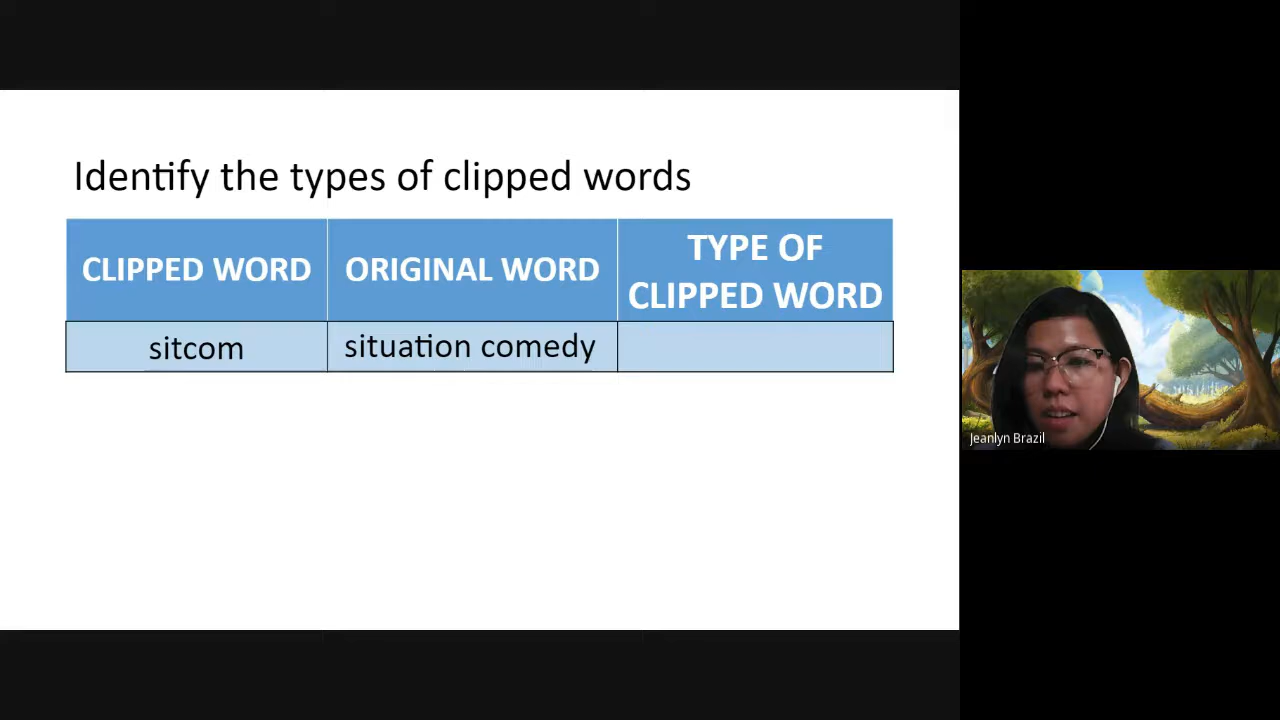 Identify the types of clipped words
CLIPPED WORD
ORIGINAL WORD
TYPE OF
CLIPPED WORD
sitcom
situation comedy
Jeanlyn Brazil